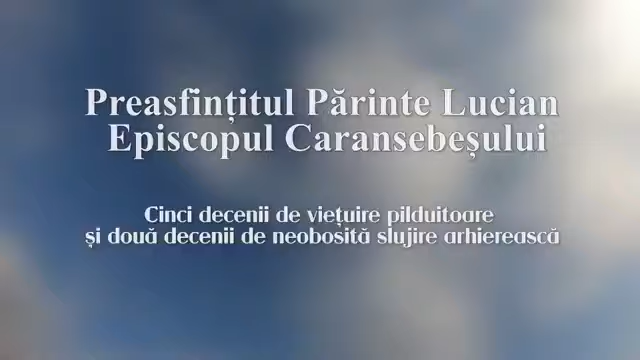 Preasfințitul Părinte Lucian
Episcopul Caransebeșului
Cinci decenii de viețuire pilduitoare
și două decenii de neobosită slujire arhierească